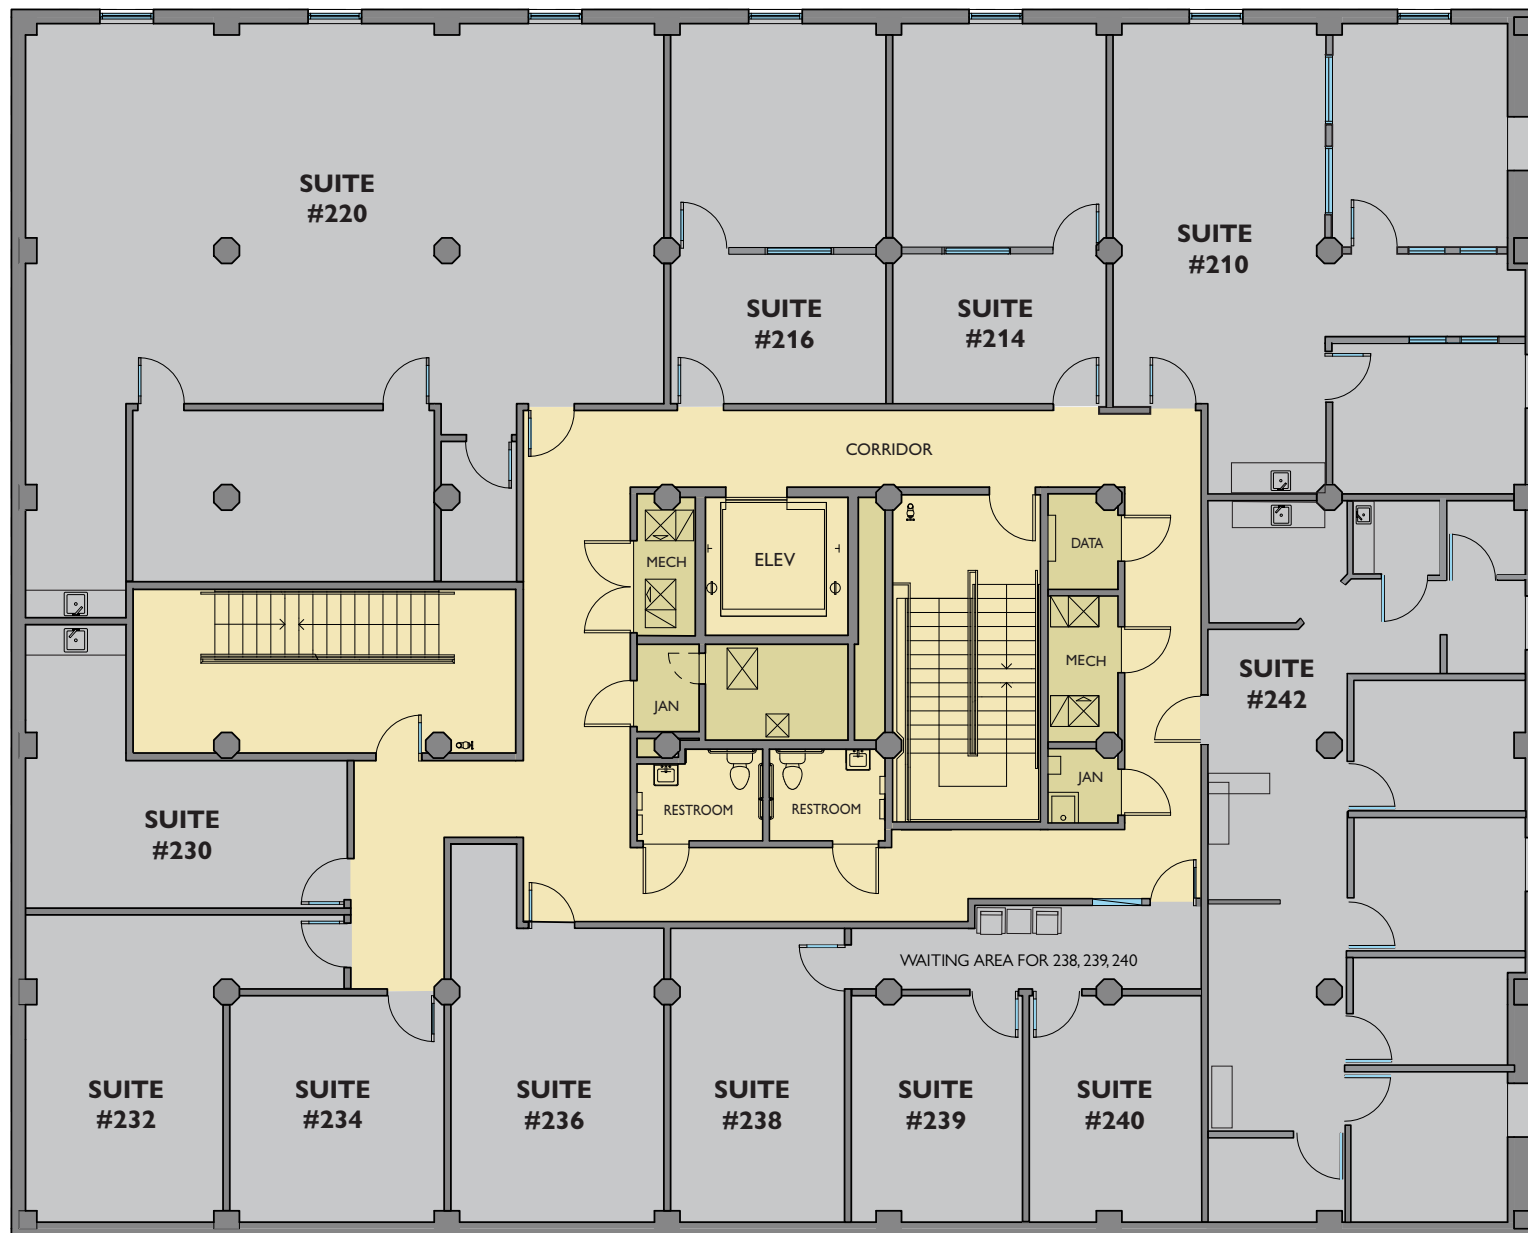 SUITE
#220
SUITE
#216
SUITE
#214
SUITE
#210
CORRIDOR
MECH
ELEV
DATA
MECH
JAN
JAN
RESTROOM
RESTROOM
SUITE
#242
SUITE
#230
WAITING AREA FOR 238, 239, 240
SUITE
#232
SUITE
#234
SUITE
#236
SUITE
#238
SUITE
#239
SUITE
#240